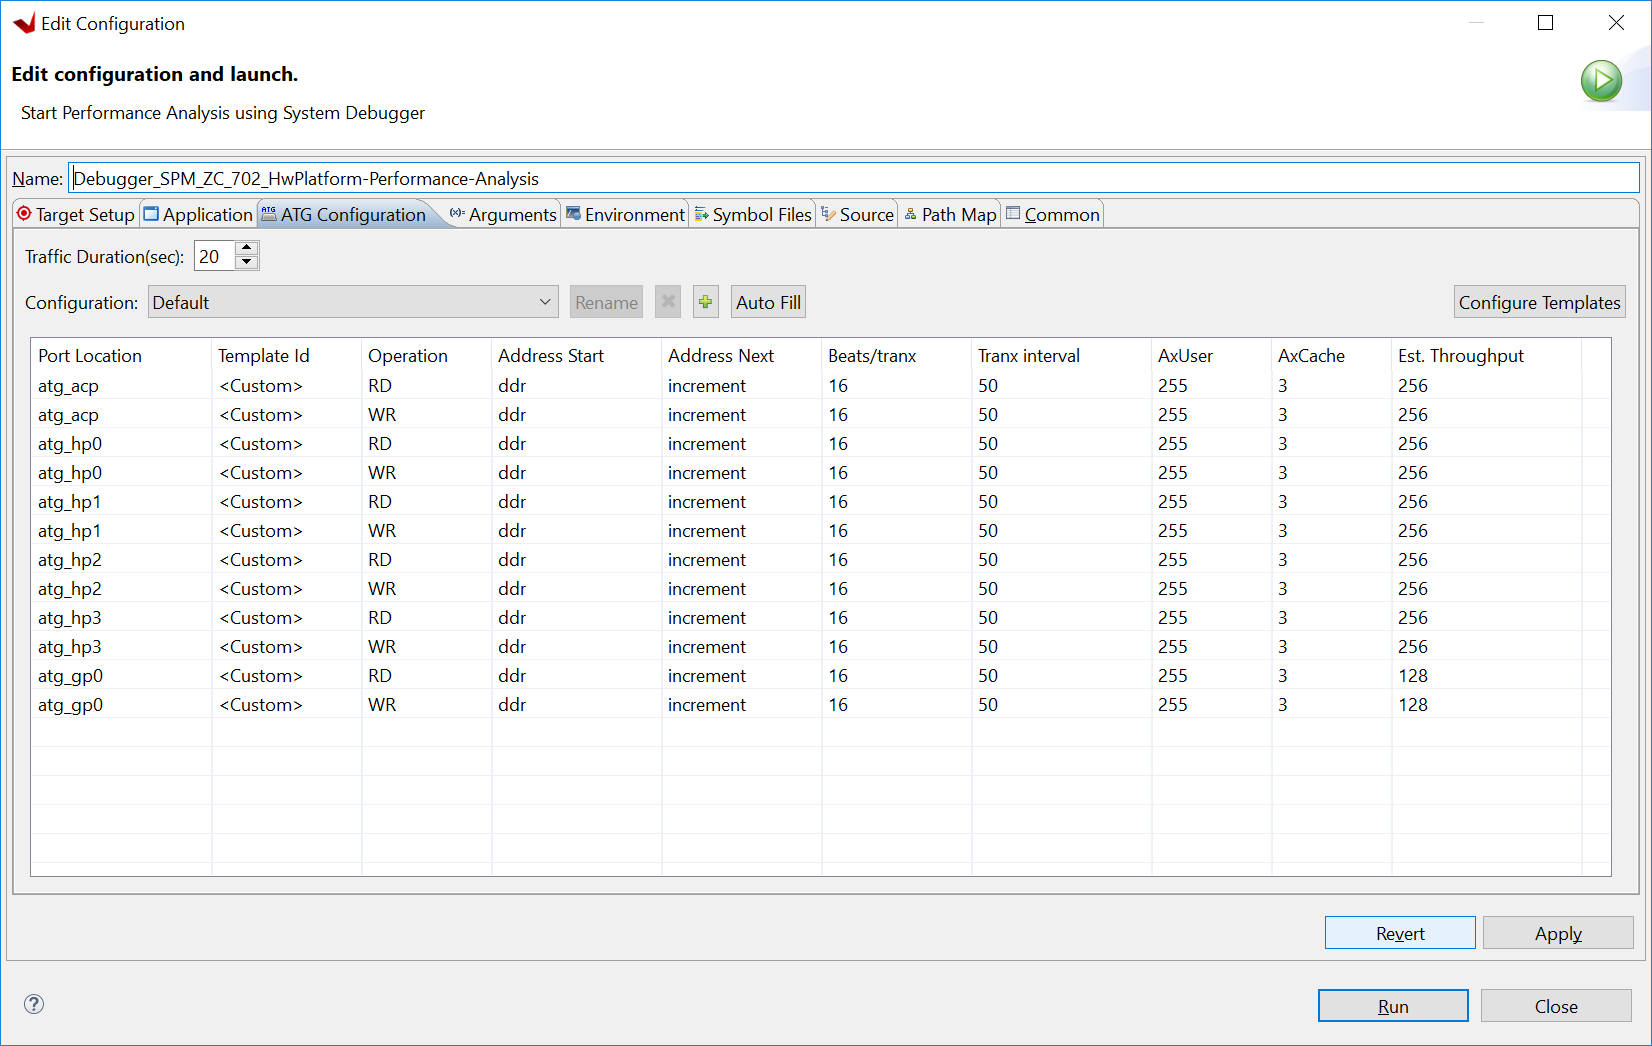 Edit Configuration
Edit configuration and launch.
Start Performance Analysis using System Debugger
Name: Debugger_SPM_ZC_702_HwPlatform-Performance-Analysis
Target Setup Application ATG ATG Configuration (x)= Arguments Environment Symbol Files Source Path Map Common
Traffic Duration(sec): 20
Configuration: Default Rename Auto Fill Configure Templates
Port Location Template Id Operation Address Start Address Next Beats/tranx Tranx interval AxUser AxCache Est. Throughput
atg_acp <Custom> RD ddr increment 16 50 255 3 256
atg_acp <Custom> WR ddr increment 16 50 255 3 256
atg_hp0 <Custom> RD ddr increment 16 50 255 3 256
atg_hp0 <Custom> WR ddr increment 16 50 255 3 256
atg_hp1 <Custom> RD ddr increment 16 50 255 3 256
atg_hp1 <Custom> WR ddr increment 16 50 255 3 256
atg_hp2 <Custom> RD ddr increment 16 50 255 3 256
atg_hp2 <Custom> WR ddr increment 16 50 255 3 256
atg_hp3 <Custom> RD ddr increment 16 50 255 3 256
atg_hp3 <Custom> WR ddr increment 16 50 255 3 256
atg_gp0 <Custom> RD ddr increment 16 50 255 3 128
atg_gp0 <Custom> WR ddr increment 16 50 255 3 128
Revert Apply
? Run Close